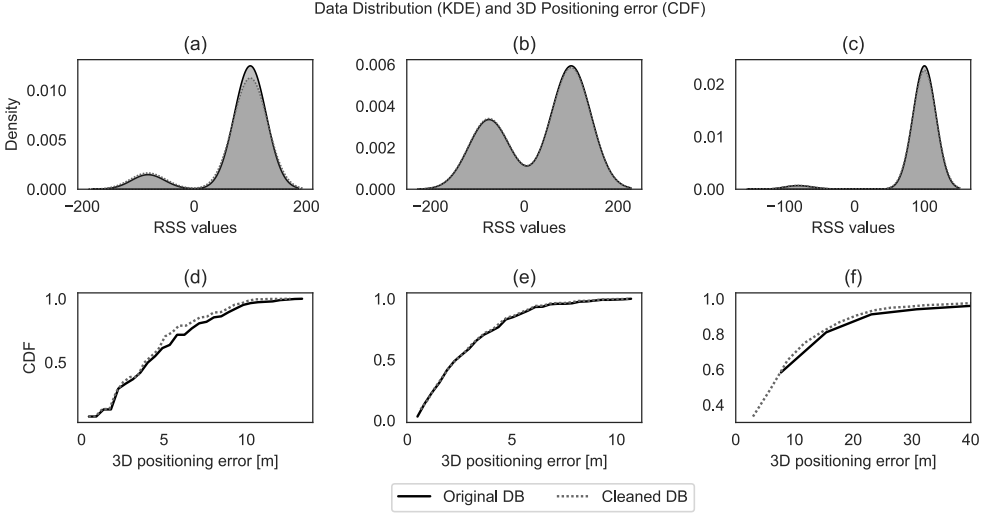 Data Distribution (KDE) and 3D Positioning error (CDF)
(a) (b) (c)
Density
0.010
0.005
0.000
−200 0 200
RSS values
0.006
0.004
0.002
0.000
−200 0 200
RSS values
0.02
0.01
0.00
−100 0 100
RSS values
(d) (e) (f)
CDF
1.0
0.5
0 5 10
3D positioning error [m]
1.0
0.5
0.0
0 5 10
3D positioning error [m]
1.0
0.8
0.6
0.4
0 10 20 30 40
3D positioning error [m]
Original DB Cleaned DB